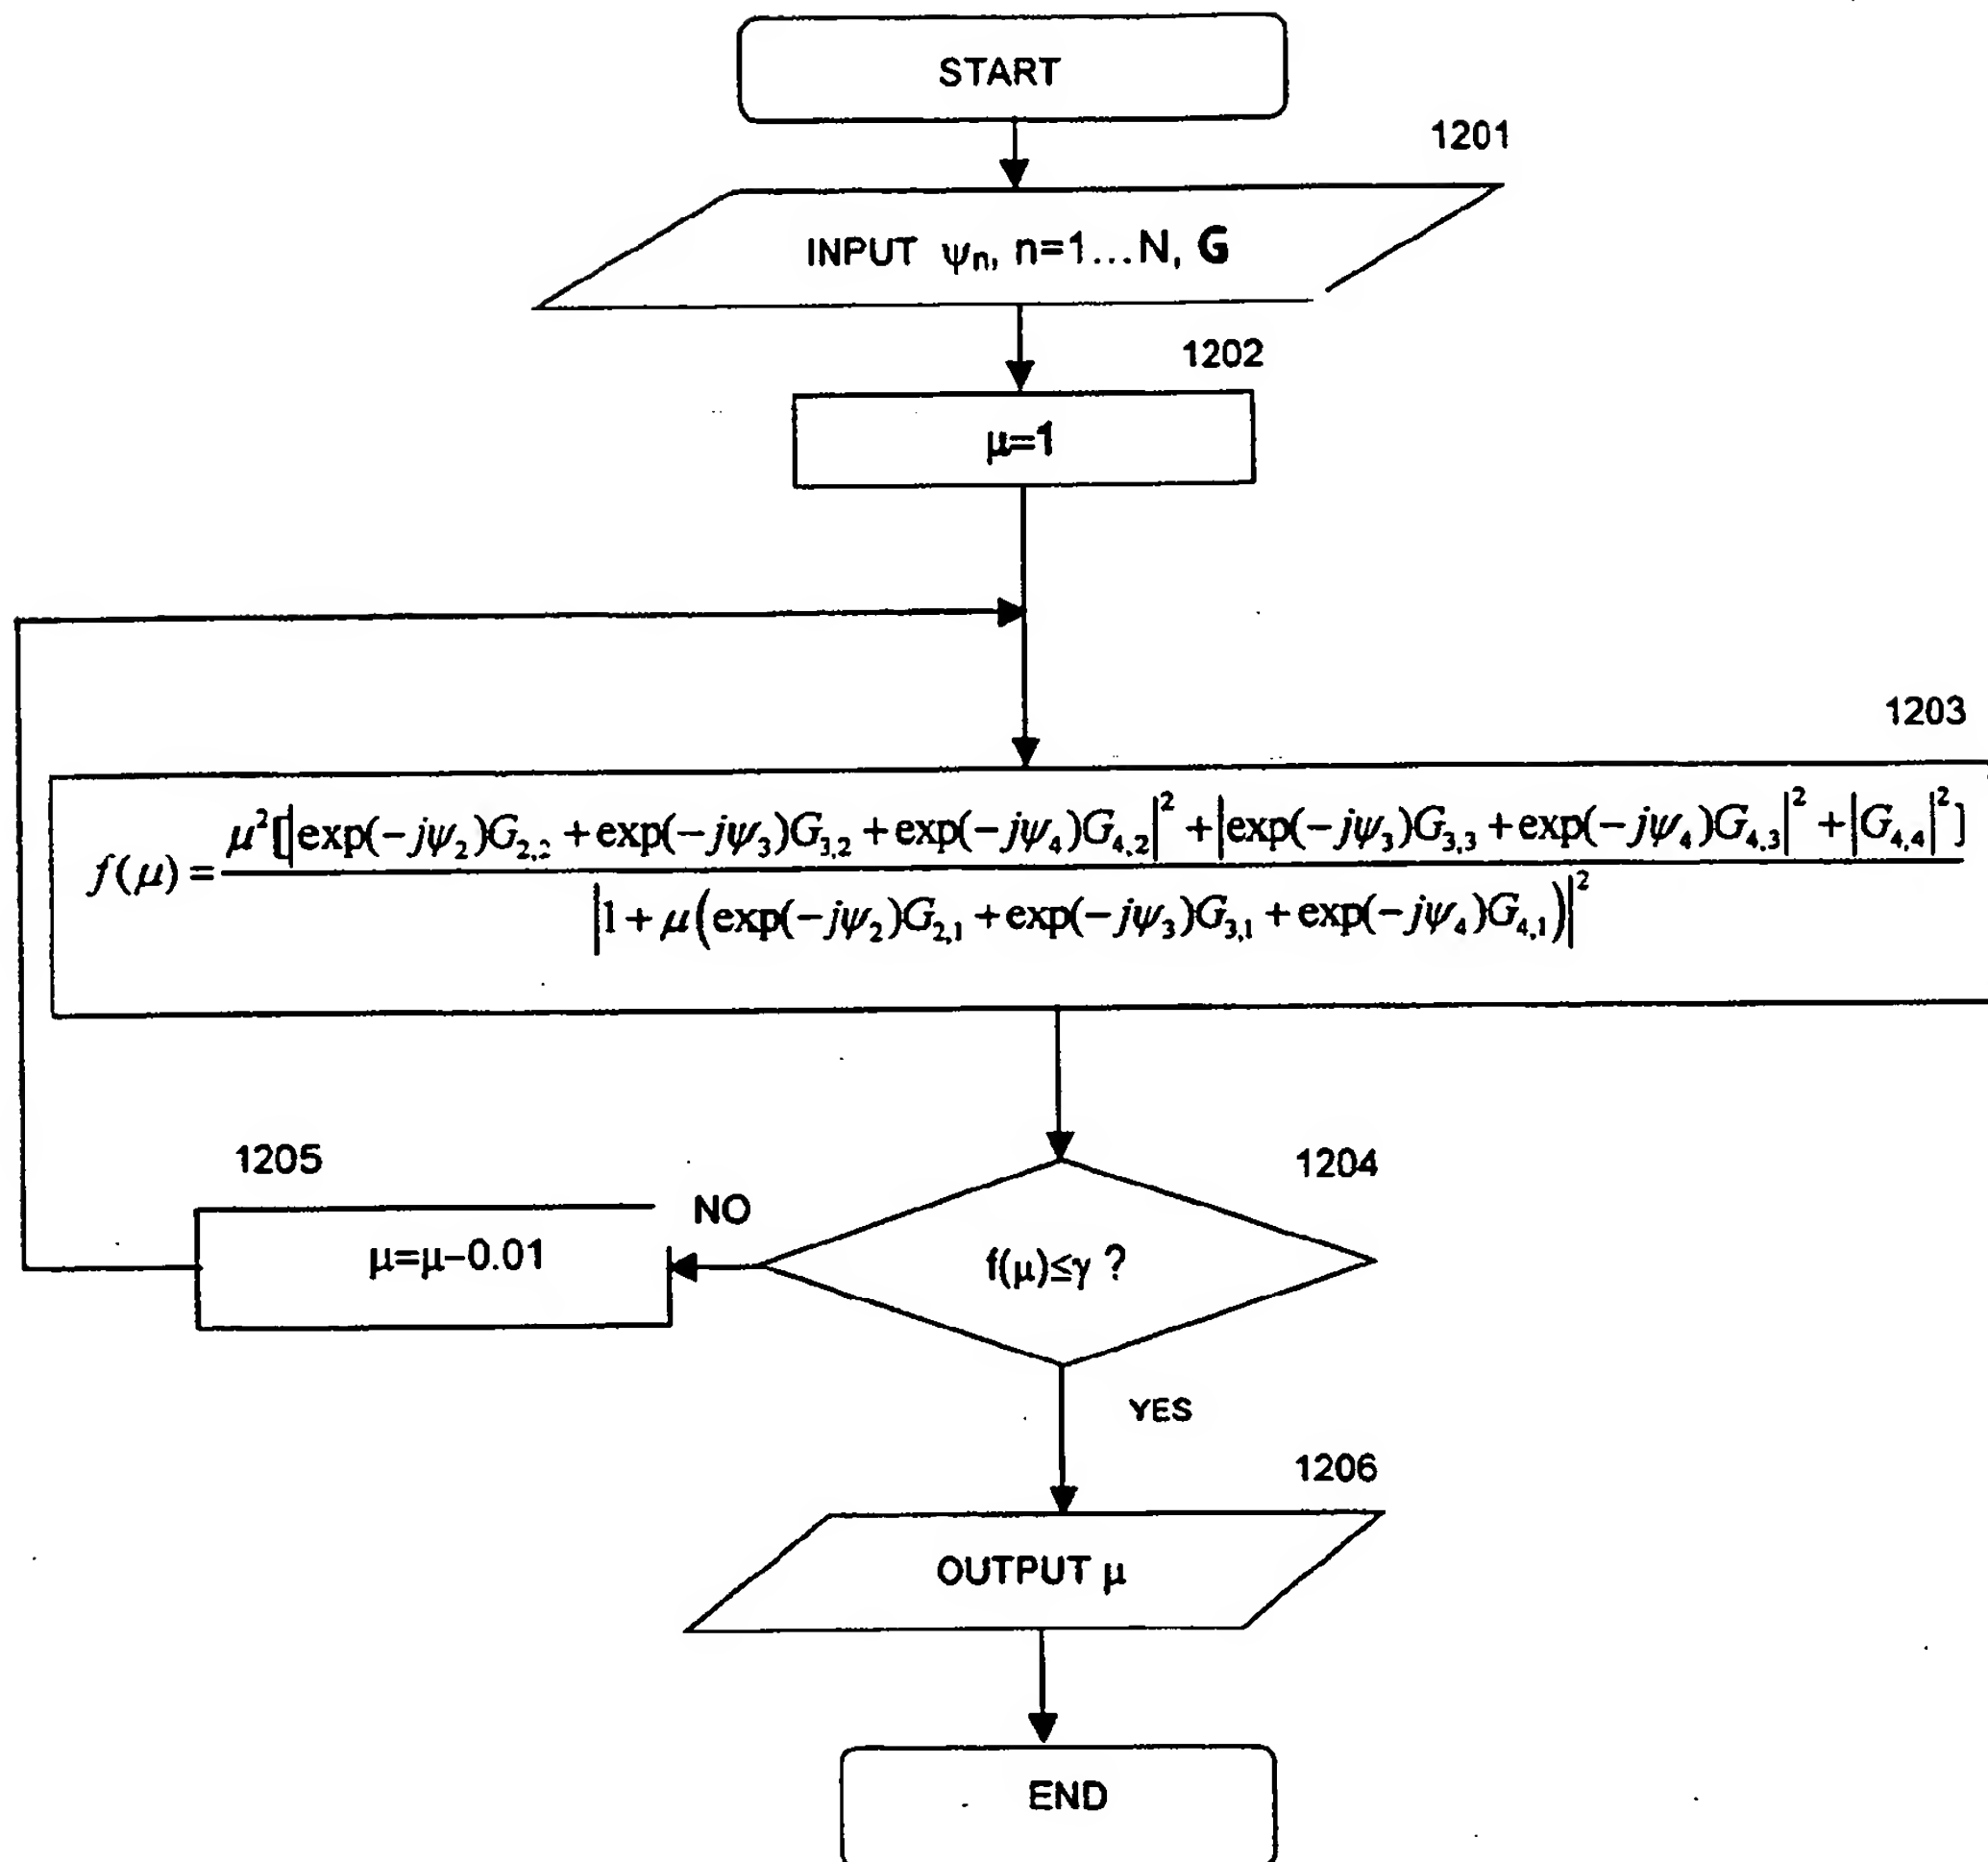 START
1201
INPUT ψn, n=1...N, G
1202
μ=1
1203
f(μ) = μ²[|exp(−jψ₂)G₂,₂ + exp(−jψ₃)G₃,₂ + exp(−jψ₄)G₄,₂|² + |exp(−jψ₃)G₃,₃ + exp(−jψ₄)G₄,₃|² + |G₄,₄|²]
|1 + μ(exp(−jψ₂)G₂,₁ + exp(−jψ₃)G₃,₁ + exp(−jψ₄)G₄,₁)|²
1205
1204
NO
μ=μ−0.01
f(μ)≤γ ?
YES
1206
OUTPUT μ
END